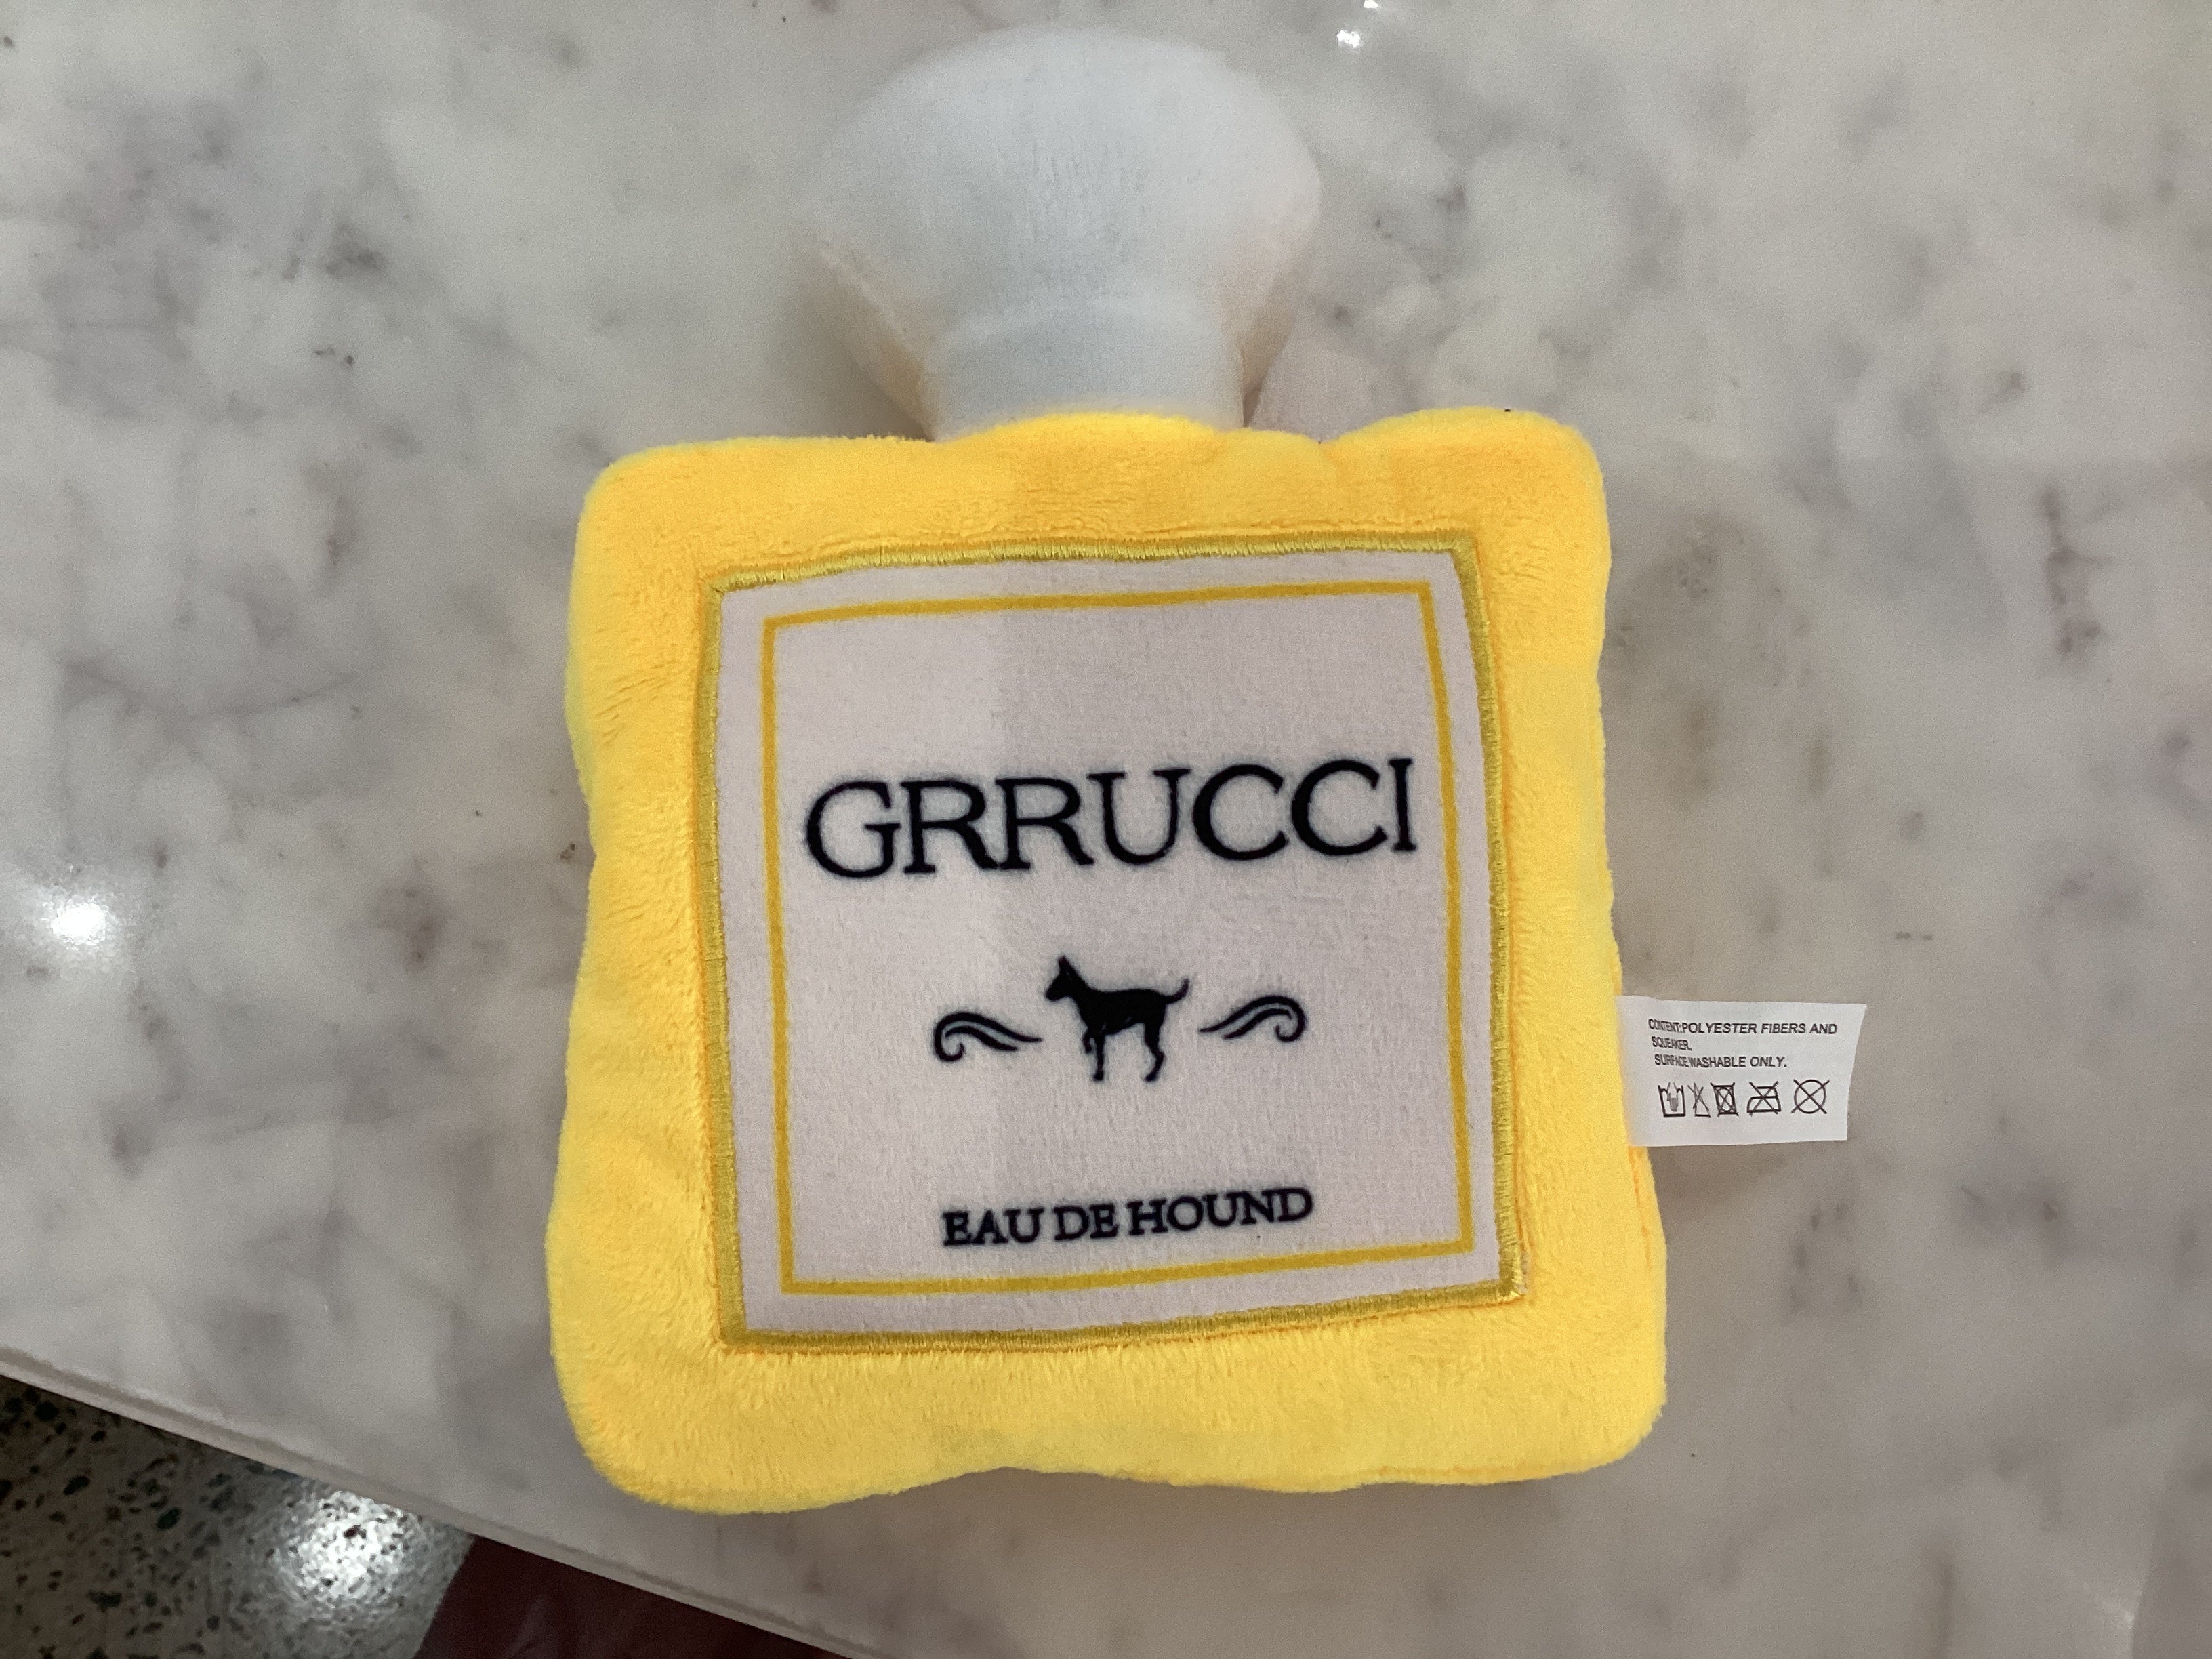 GRRUCCI
EAU DE HOUND
CONTENT:POLYESTER FIBERS AND
SQUEAKER.
SURFACE WASHABLE ONLY.